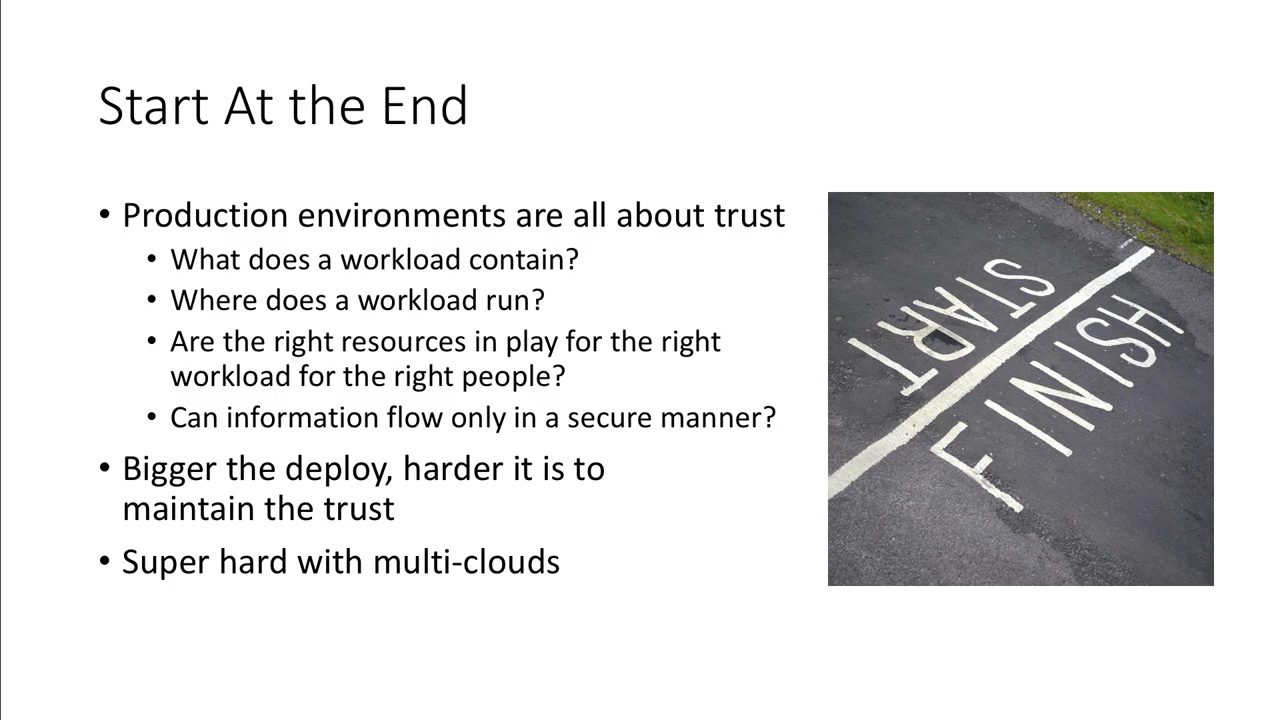 Start At the End
• Production environments are all about trust
• What does a workload contain?
• Where does a workload run?
• Are the right resources in play for the right
workload for the right people?
• Can information flow only in a secure manner?
• Bigger the deploy, harder it is to
maintain the trust
• Super hard with multi-clouds
START
FINISH